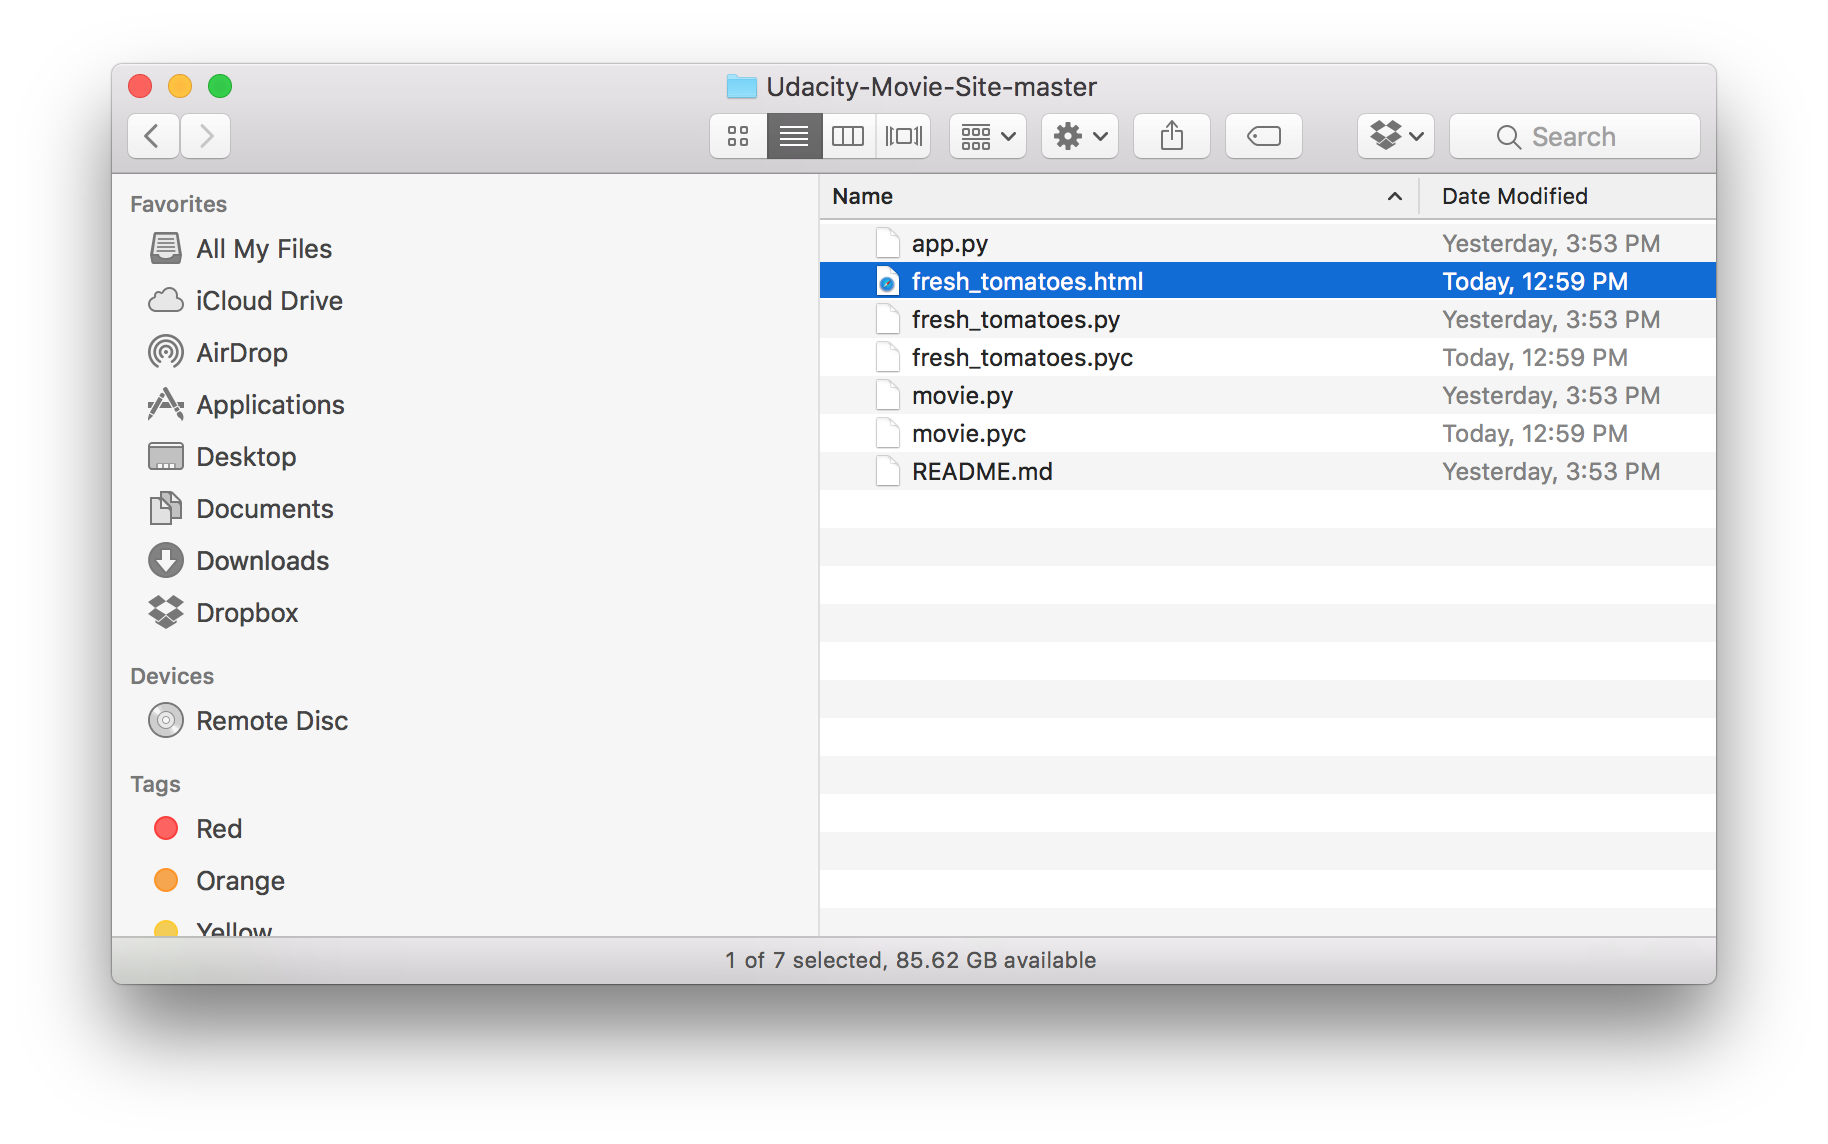 Udacity-Movie-Site-master
Search
Favorites
All My Files
iCloud Drive
AirDrop
Applications
Desktop
Documents
Downloads
Dropbox
Devices
Remote Disc
Tags
Red
Orange
Yellow
Name Date Modified
app.py Yesterday, 3:53 PM
fresh_tomatoes.html Today, 12:59 PM
fresh_tomatoes.py Yesterday, 3:53 PM
fresh_tomatoes.pyc Today, 12:59 PM
movie.py Yesterday, 3:53 PM
movie.pyc Today, 12:59 PM
README.md Yesterday, 3:53 PM
1 of 7 selected, 85.62 GB available